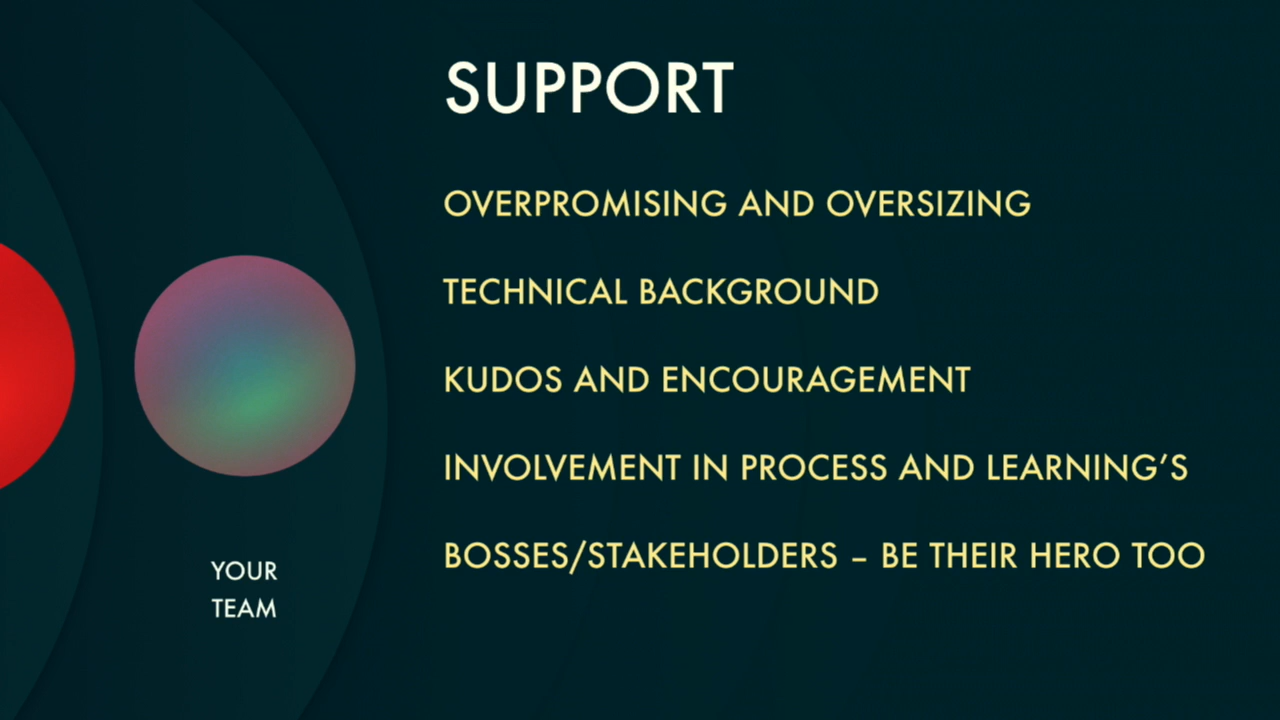 SUPPORT
OVERPROMISING AND OVERSIZING
TECHNICAL BACKGROUND
KUDOS AND ENCOURAGEMENT
INVOLVEMENT IN PROCESS AND LEARNING’S
BOSSES/STAKEHOLDERS – BE THEIR HERO TOO
YOUR
TEAM